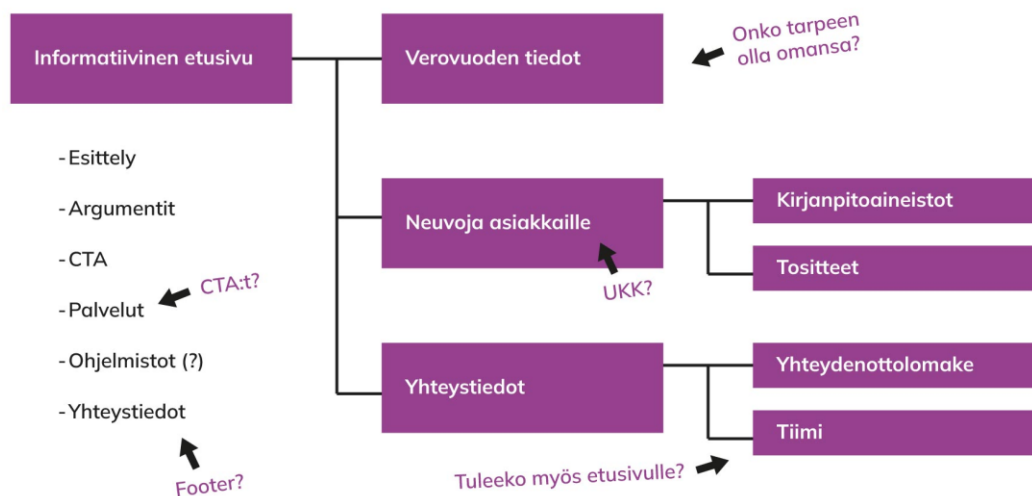 Informatiivinen etusivu
Verovuoden tiedot
Onko tarpeen
olla omansa?
-Esittely
-Argumentit
-CTA
-Palvelut
CTA:t?
-Ohjelmistot (?)
-Yhteystiedot
Footer?
Neuvoja asiakkaille
UKK?
Kirjanpitoaineistot
Tositteet
Yhteystiedot
Yhteydenottolomake
Tiimi
Tuleeko myös etusivulle?